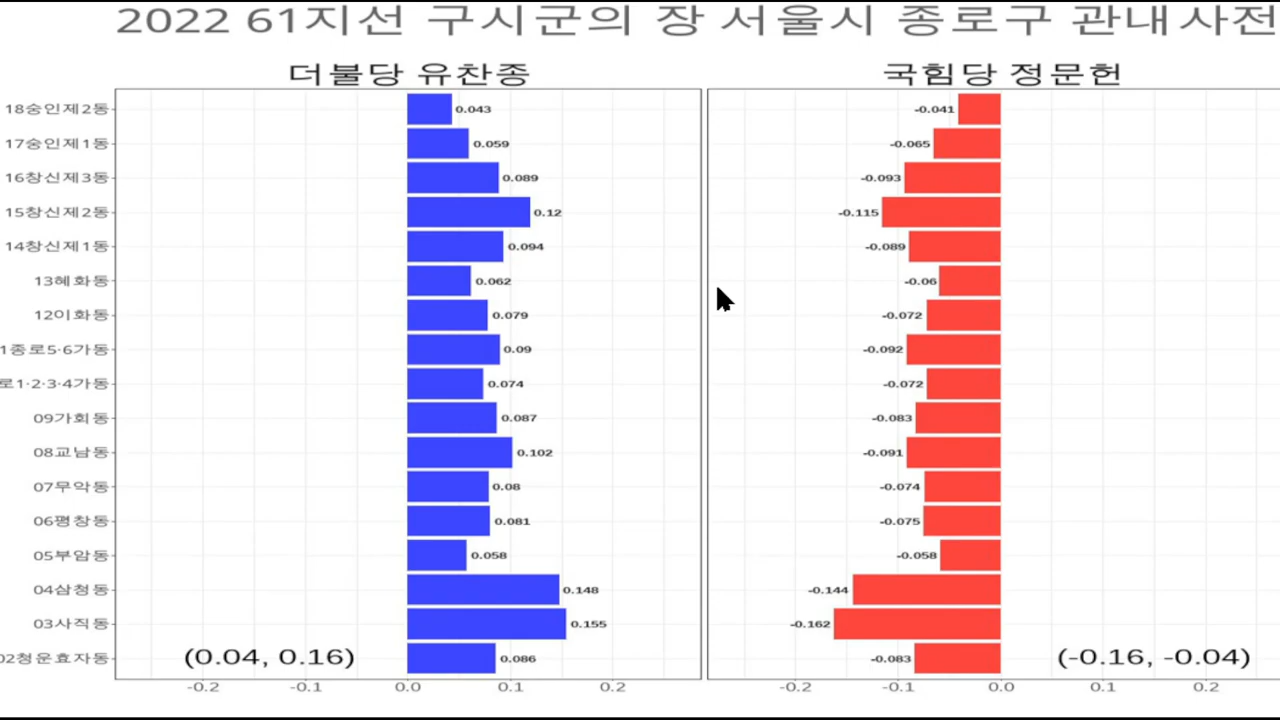 2022 61지선 구시군의 장 서울시 종로구 관내사전
더불당 유찬종
국힘당 정문헌
18숭인제2동 0.043 -0.041
17숭인제1동 0.059 -0.065
16창신제3동 0.089 -0.093
15창신제2동 0.12 -0.115
14창신제1동 0.094 -0.089
13혜화동 0.062 -0.06
12이화동 0.079 -0.072
1종로5·6가동 0.09 -0.092
로1·2·3·4가동 0.074 -0.072
09가회동 0.087 -0.083
08교남동 0.102 -0.091
07무악동 0.08 -0.074
06평창동 0.081 -0.075
05부암동 0.058 -0.058
04삼청동 0.148 -0.144
03사직동 0.155 -0.162
02청운효자동 (0.04, 0.16) 0.086 -0.083 (-0.16, -0.04)
-0.2 -0.1 0.0 0.1 0.2 -0.2 -0.1 0.0 0.1 0.2